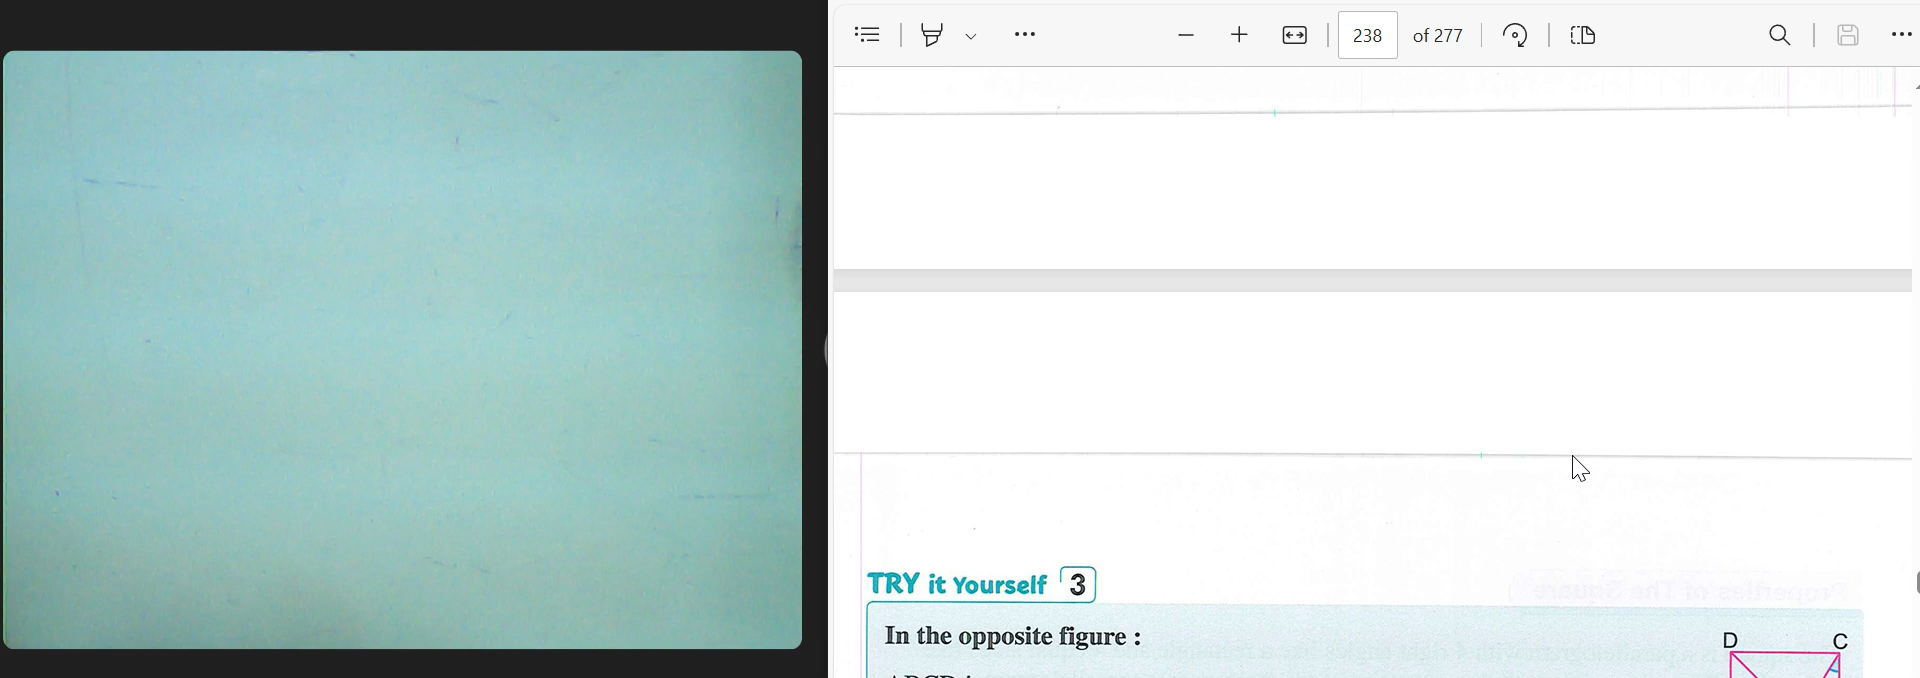 238 of 277
TRY it Yourself 3
In the opposite figure :
D C